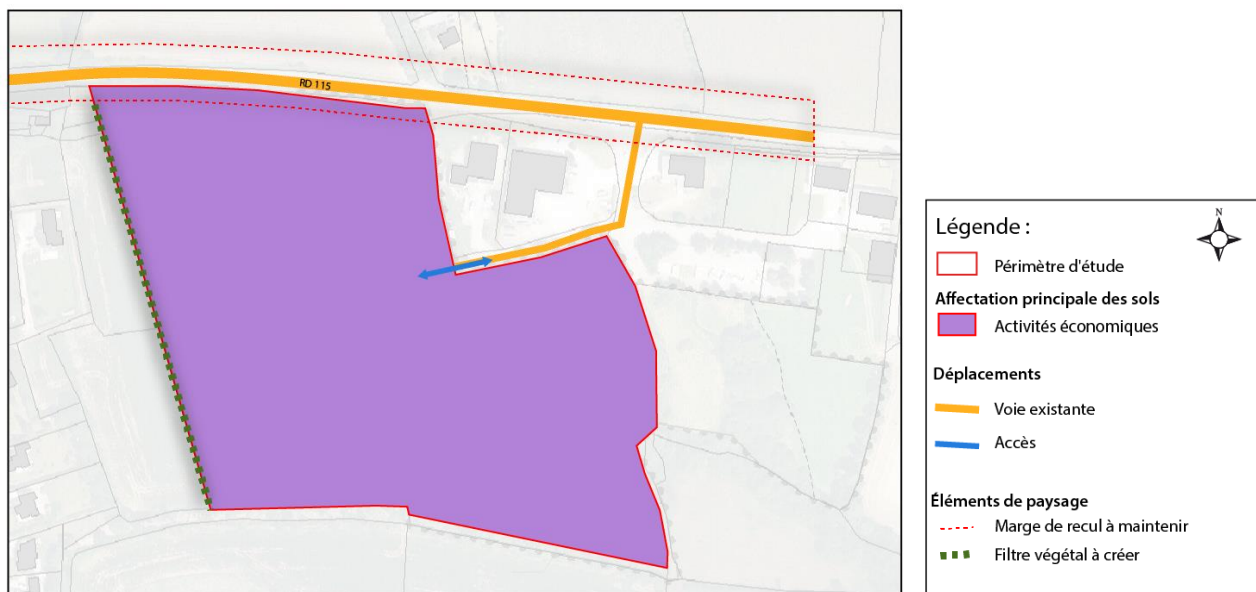 RD 115
Légende :
N
Périmètre d'étude
Affectation principale des sols
Activités économiques
Déplacements
Voie existante
Accès
Éléments de paysage
Marge de recul à maintenir
Filtre végétal à créer